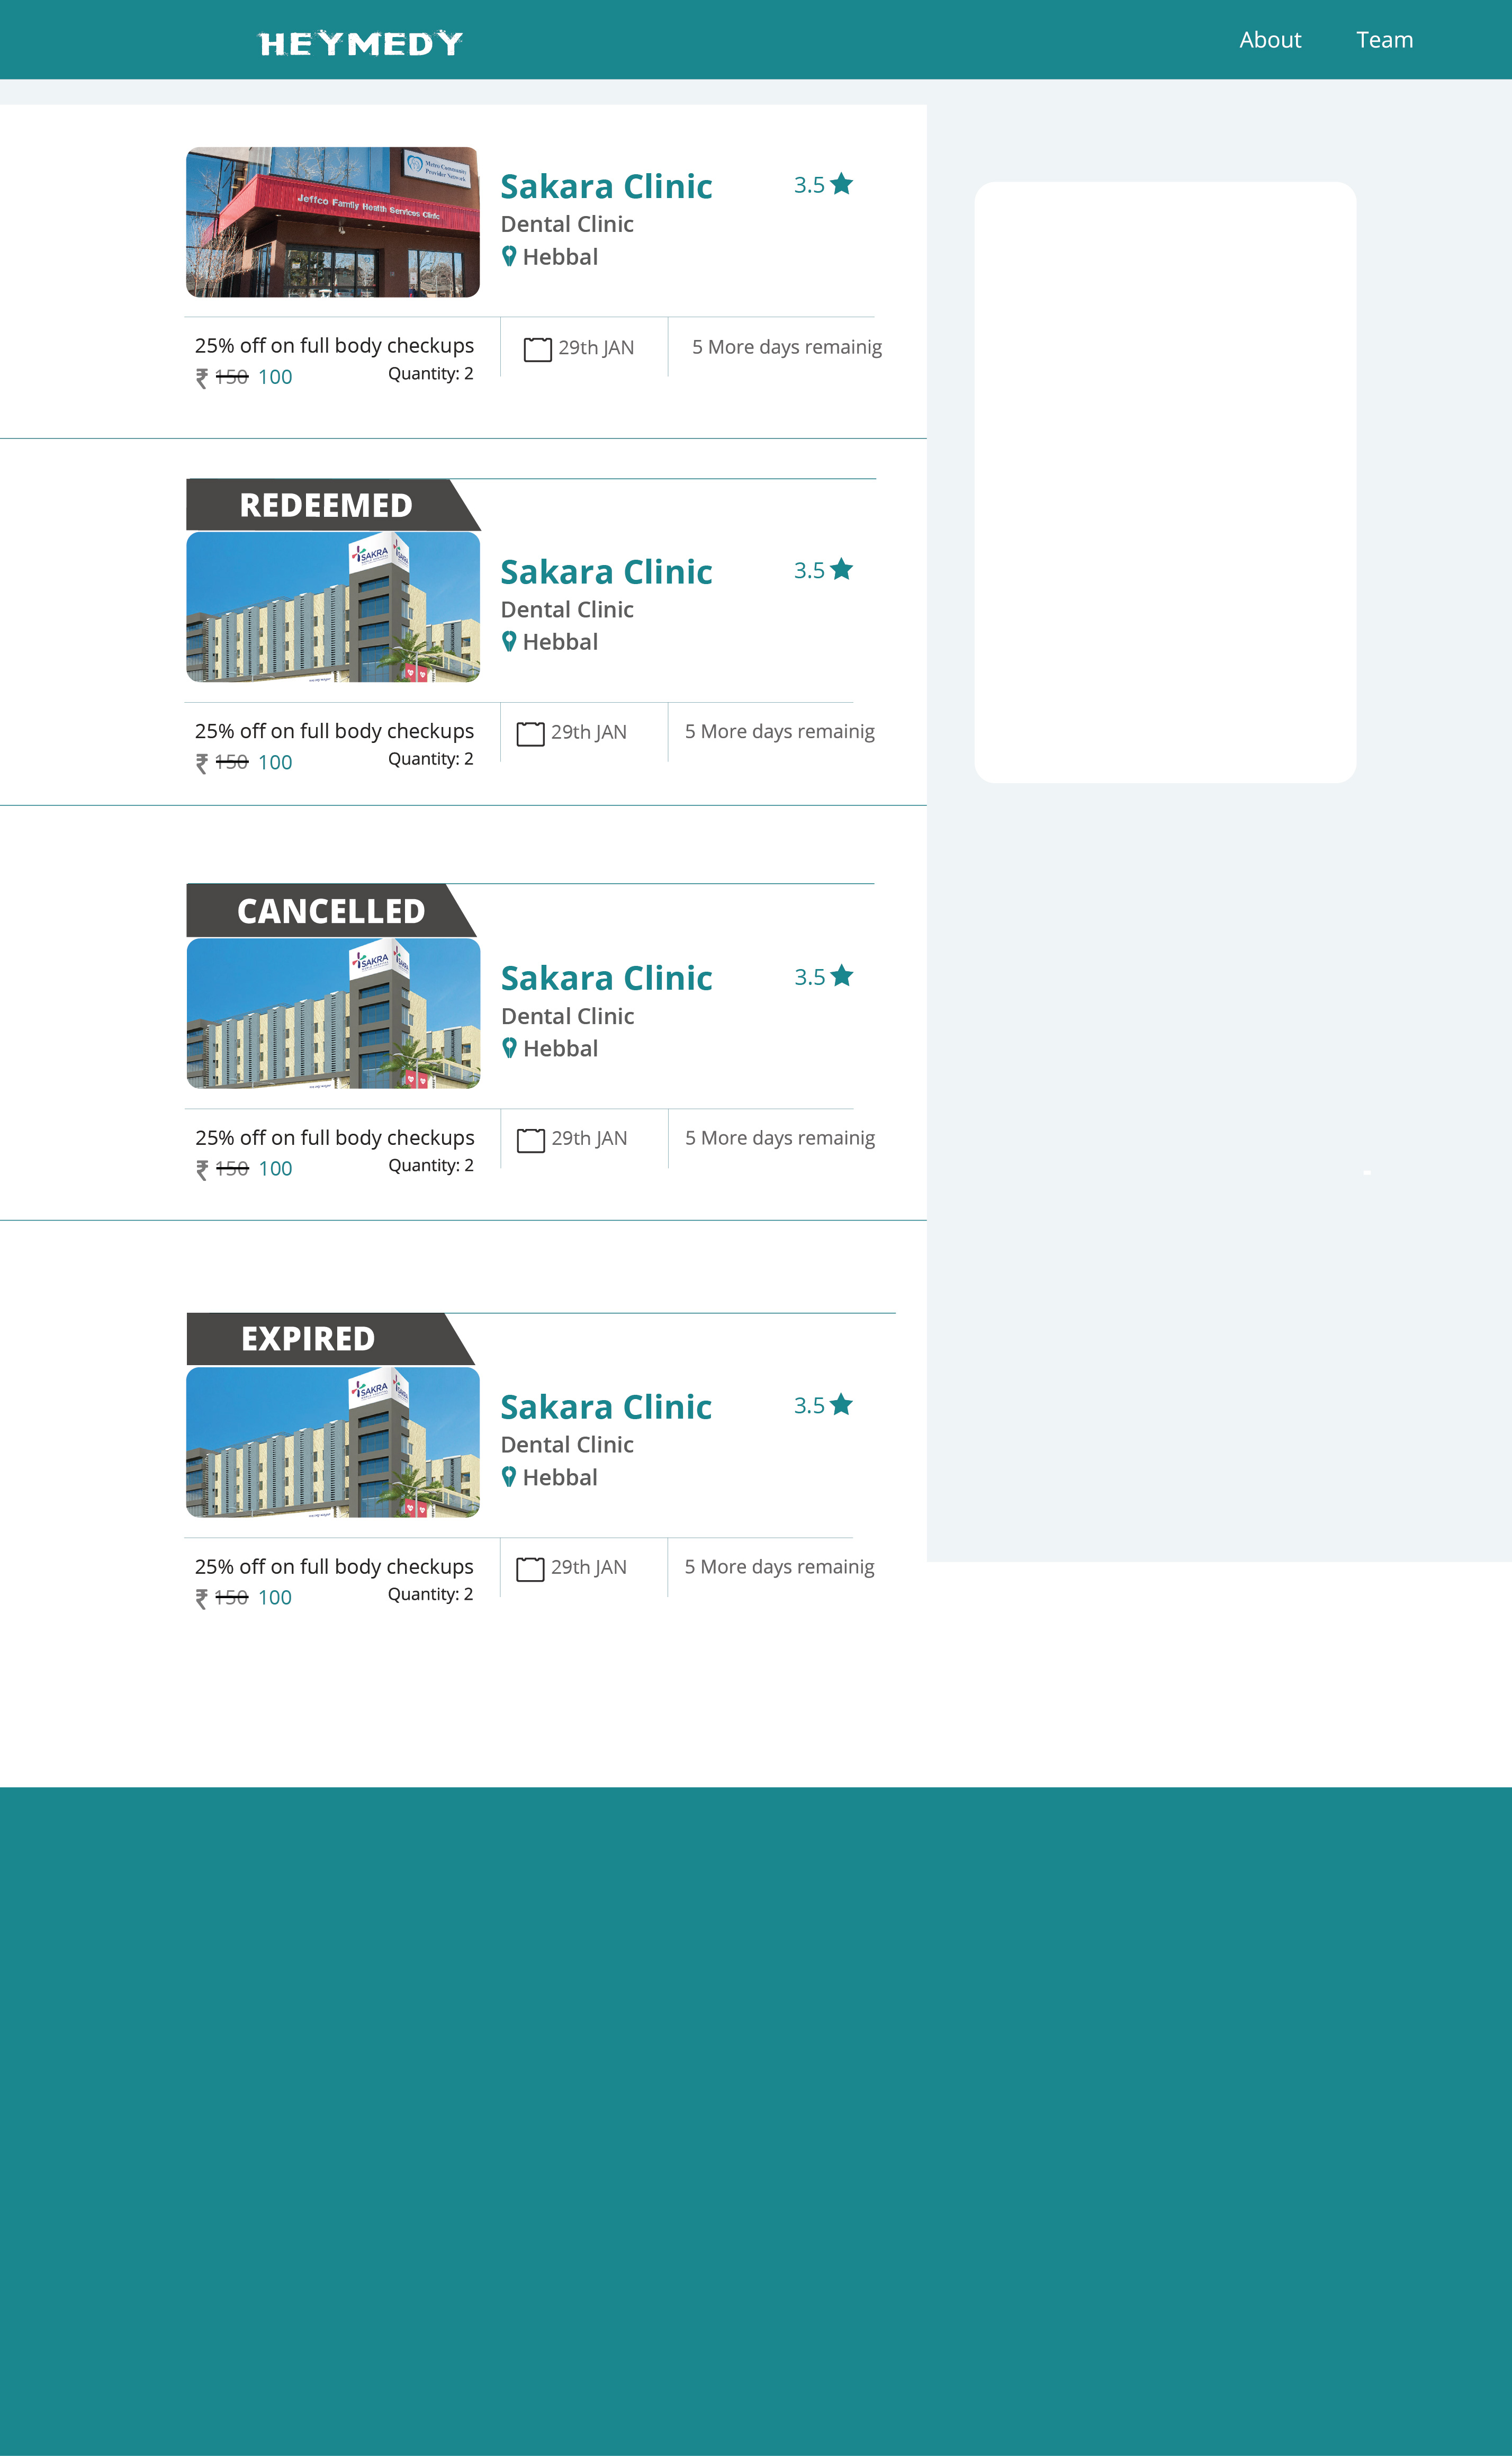 HEYMEDY
About
Team
Metro Community
Provider Network
Jeffco Family Health Services Clinic
Sakara Clinic
3.5
Dental Clinic
Hebbal
25% off on full body checkups
29th JAN
5 More days remainig
₹ 150 100
Quantity: 2
REDEEMED
SAKRA
Sakara Clinic
3.5
Dental Clinic
Hebbal
25% off on full body checkups
29th JAN
5 More days remainig
₹ 150 100
Quantity: 2
CANCELLED
SAKRA
Sakara Clinic
3.5
Dental Clinic
Hebbal
25% off on full body checkups
29th JAN
5 More days remainig
₹ 150 100
Quantity: 2
EXPIRED
SAKRA
Sakara Clinic
3.5
Dental Clinic
Hebbal
25% off on full body checkups
29th JAN
5 More days remainig
₹ 150 100
Quantity: 2